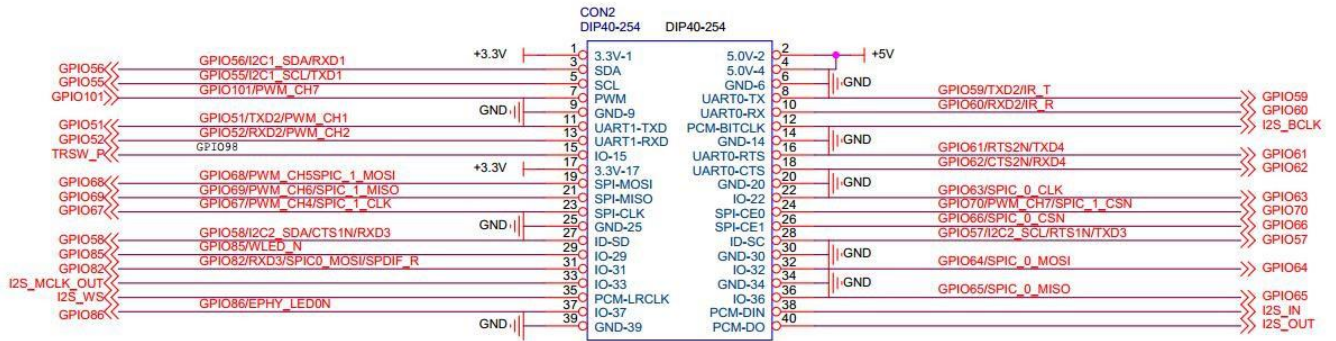 CON2
DIP40-254 DIP40-254
+3.3V 1 3.3V-1 5.0V-2 2 +5V
GPIO56 GPIO56/I2C1_SDA/RXD1 3 SDA 5.0V-4 4
GPIO55 GPIO55/I2C1_SCL/TXD1 5 SCL GND-6 6 GND
GPIO101 GPIO101/PWM_CH7 7 PWM UART0-TX 8 GPIO59/TXD2/IR_T GPIO59
GND 9 GND-9 UART0-RX 10 GPIO60/RXD2/IR_R GPIO60
GPIO51 GPIO51/TXD2/PWM_CH1 11 UART1-TXD PCM-BITCLK 12 I2S_BCLK
GPIO52 GPIO52/RXD2/PWM_CH2 13 UART1-RXD GND-14 14 GND
TRSW_P GPIO98 15 IO-15 UART0-RTS 16 GPIO61/RTS2N/TXD4 GPIO61
+3.3V 17 3.3V-17 UART0-CTS 18 GPIO62/CTS2N/RXD4 GPIO62
GPIO68 GPIO68/PWM_CH5SPIC_1_MOSI 19 SPI-MOSI GND-20 20 GND
GPIO69 GPIO69/PWM_CH6/SPIC_1_MISO 21 SPI-MISO IO-22 22 GPIO63/SPIC_0_CLK GPIO63
GPIO67 GPIO67/PWM_CH4/SPIC_1_CLK 23 SPI-CLK SPI-CE0 24 GPIO70/PWM_CH7/SPIC_1_CSN GPIO70
GND 25 GND-25 SPI-CE1 26 GPIO66/SPIC_0_CSN GPIO66
GPIO58 GPIO58/I2C2_SDA/CTS1N/RXD3 27 ID-SD ID-SC 28 GPIO57/I2C2_SCL/RTS1N/TXD3 GPIO57
GPIO85 GPIO85/WLED_N 29 IO-29 GND-30 30 GND
GPIO82 GPIO82/RXD3/SPIC0_MOSI/SPDIF_R 31 IO-31 IO-32 32 GPIO64/SPIC_0_MOSI GPIO64
I2S_MCLK_OUT 33 IO-33 GND-34 34 GND
I2S_WS 35 PCM-LRCLK IO-36 36 GPIO65/SPIC_0_MISO GPIO65
GPIO86 GPIO86/EPHY_LED0N 37 IO-37 PCM-DIN 38 I2S_IN
GND 39 GND-39 PCM-DO 40 I2S_OUT